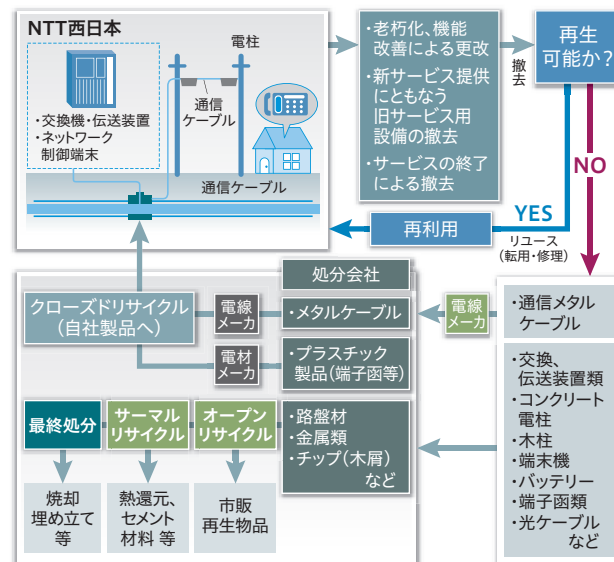 NTT西日本
電柱
・交換機・伝送装置
・ネットワーク
制御端末
通信
ケーブル
通信ケーブル
・老朽化、機能
改善による更改
・新サービス提供
にともなう
旧サービス用
設備の撤去
・サービスの終了
による撤去
撤去
再生
可能か?
NO
YES
リユース
(転用・修理)
再利用
処分会社
クローズドリサイクル
(自社製品へ)
電線
メーカ
・メタルケーブル
電線
メーカ
・通信メタル
ケーブル
電材
メーカ
・プラスチック
製品(端子函等)
・交換、
伝送装置類
・コンクリート
電柱
・木柱
・端末機
・バッテリー
・端子函類
・光ケーブル
など
最終処分
サーマル
リサイクル
オープン
リサイクル
・路盤材
・金属類
・チップ(木屑)
など
焼却
埋め立て
等
熱還元、
セメント
材料 等
市販
再生物品